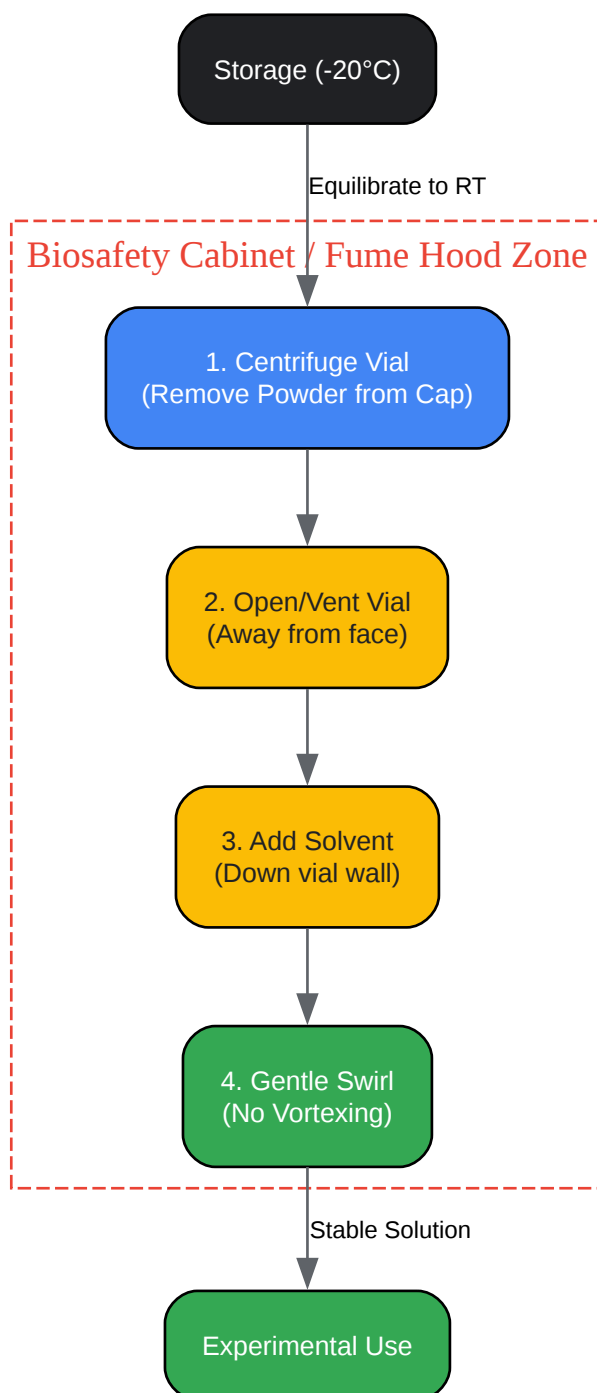 Storage (-20°C)
Equilibrate to RT
Biosafety Cabinet / Fume Hood Zone
1. Centrifuge Vial
(Remove Powder from Cap)
2. Open/Vent Vial
(Away from face)
3. Add Solvent
(Down vial wall)
4. Gentle Swirl
(No Vortexing)
Stable Solution
Experimental Use